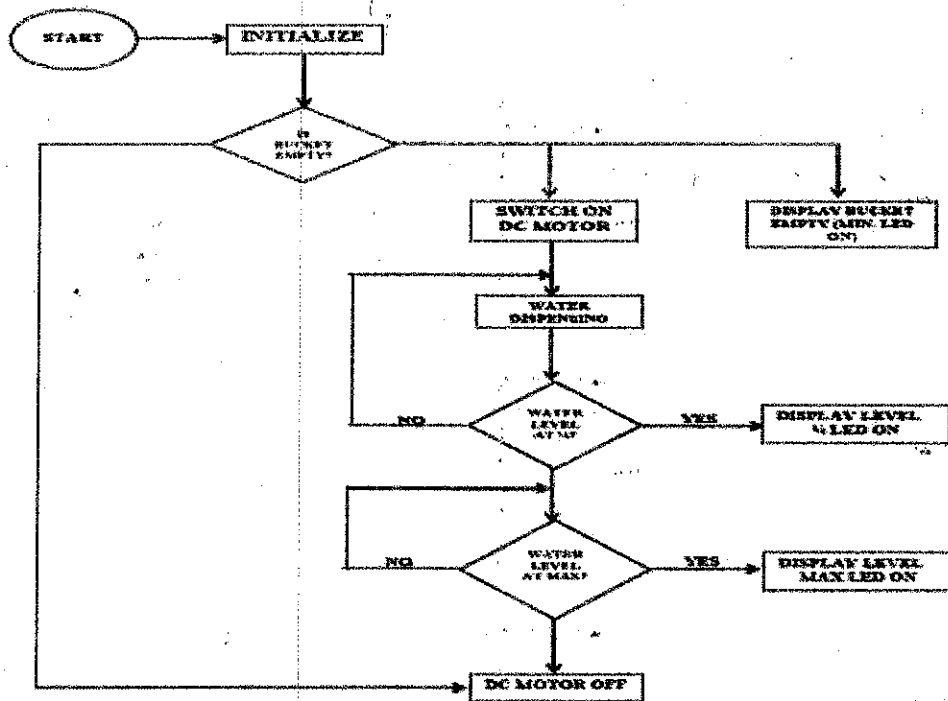 START
INITIALIZE
IS
BUCKET
EMPTY?
SWITCH ON
DC MOTOR
DISPLAY BUCKET
EMPTY (MIN. LED
ON)
WATER
DISPENSING
WATER
LEVEL
AT
NO
YES
DISPLAY LEVEL
LED ON
WATER
LEVEL
AT MAX?
NO
YES
DISPLAY LEVEL
MAX LED ON
DC MOTOR OFF